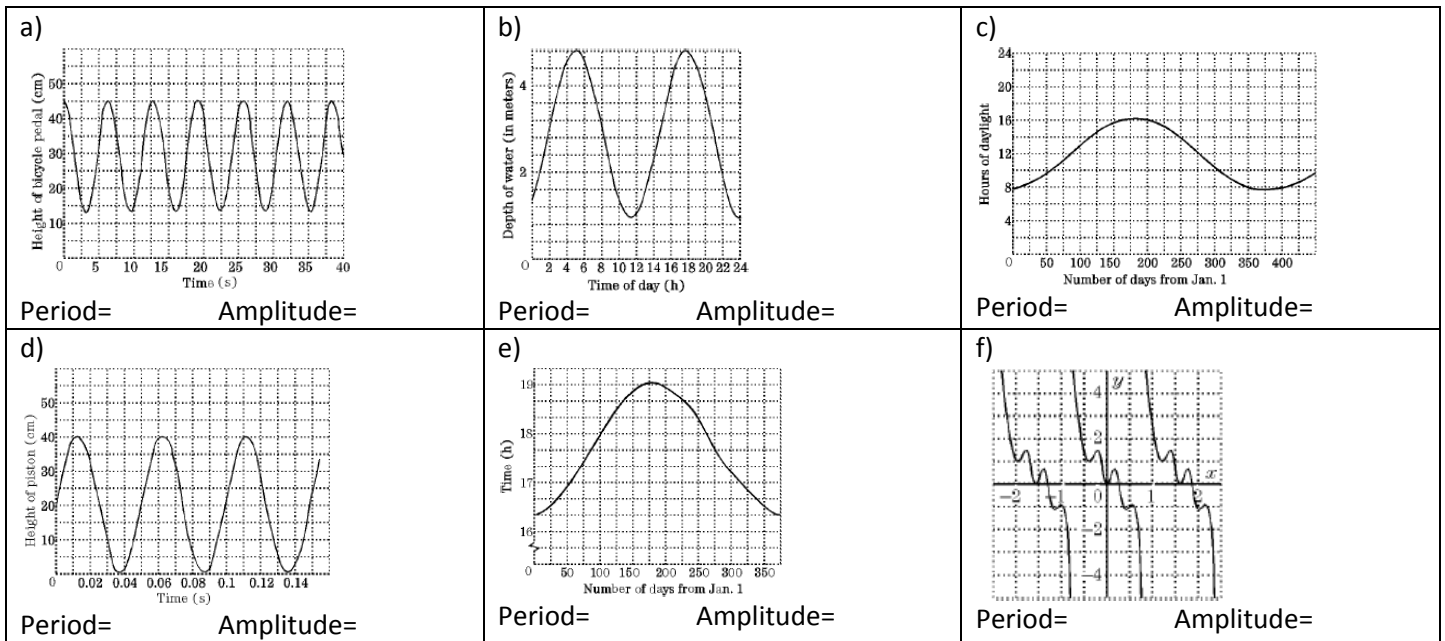 a)
Height of bicycle pedal (cm)
50
40
30
20
10
0 5 10 15 20 25 30 35 40
Time (s)
Period= Amplitude=
b)
Depth of water (in meters)
4
2
0 2 4 6 8 10 12 14 16 18 20 22 24
Time of day (h)
Period= Amplitude=
c)
Hours of daylight
24
20
16
12
8
4
0 50 100 150 200 250 300 350 400
Number of days from Jan. 1
Period= Amplitude=
d)
Height of piston (cm)
50
40
30
20
10
0 0.02 0.04 0.06 0.08 0.1 0.12 0.14
Time (s)
Period= Amplitude=
e)
Time (h)
19
18
17
16
0 50 100 150 200 250 300 350
Number of days from Jan. 1
Period= Amplitude=
f)
y
4
2
x
-2 -1 0 1 2
-2
-4
Period= Amplitude=